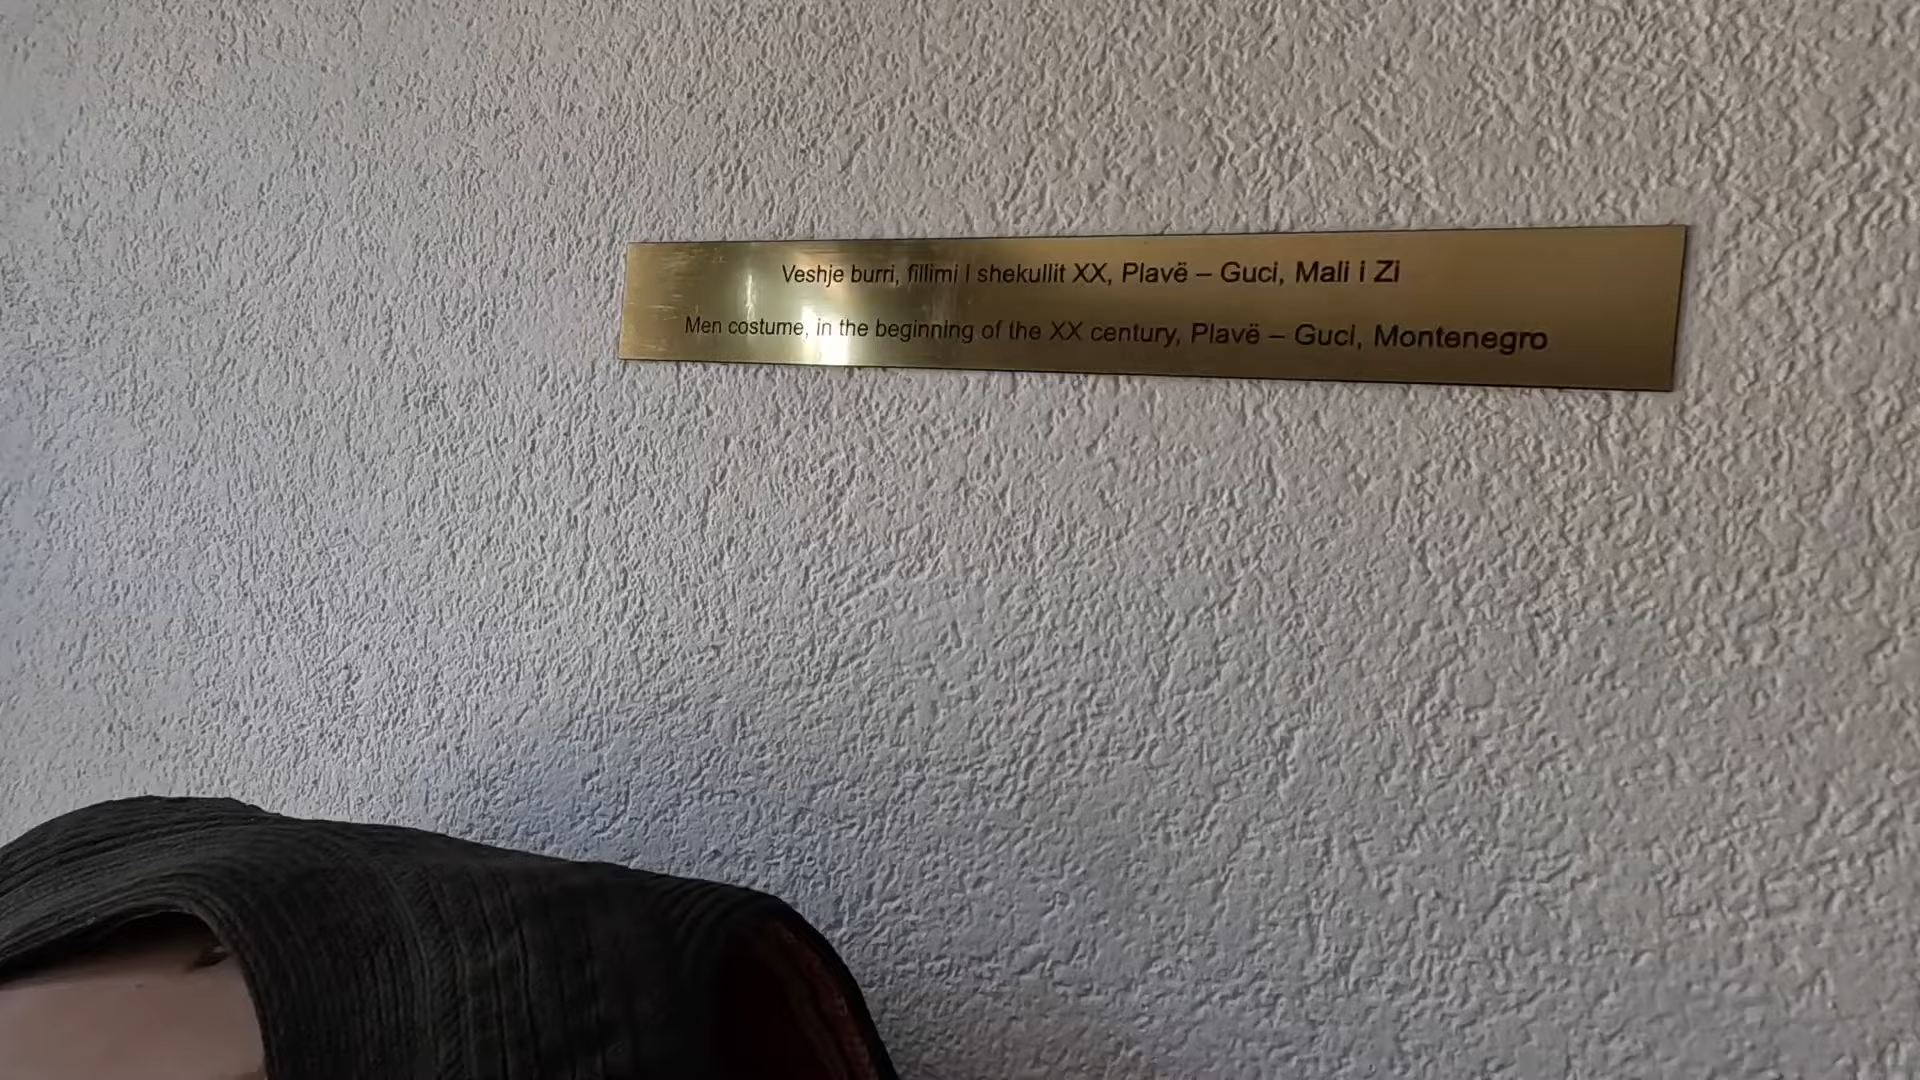 Veshje burri, fillimi I shekullit XX, Plavë – Guci, Mali i Zi
Men costume, in the beginning of the XX century, Plavë – Guci, Montenegro